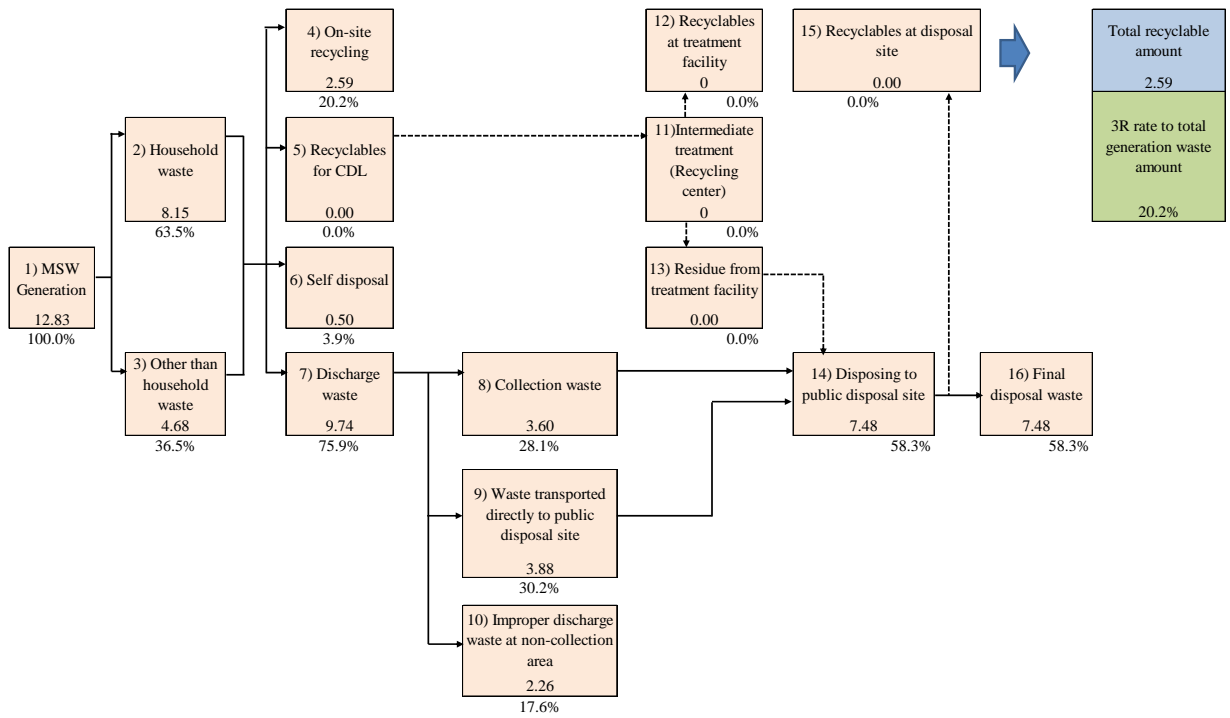 1) MSW
Generation
12.83
100.0%
2) Household
waste
8.15
63.5%
3) Other than
household
waste
4.68
36.5%
4) On-site
recycling
2.59
20.2%
5) Recyclables
for CDL
0.00
0.0%
6) Self disposal
0.50
3.9%
7) Discharge
waste
9.74
75.9%
8) Collection waste
3.60
28.1%
9) Waste transported
directly to public
disposal site
3.88
30.2%
10) Improper discharge
waste at non-collection
area
2.26
17.6%
12) Recyclables
at treatment
facility
0
0.0%
11)Intermediate
treatment
(Recycling
center)
0
0.0%
13) Residue from
treatment facility
0.00
0.0%
15) Recyclables at disposal
site
0.00
0.0%
14) Disposing to
public disposal site
7.48
58.3%
16) Final
disposal waste
7.48
58.3%
Total recyclable
amount
2.59
3R rate to total
generation waste
amount
20.2%